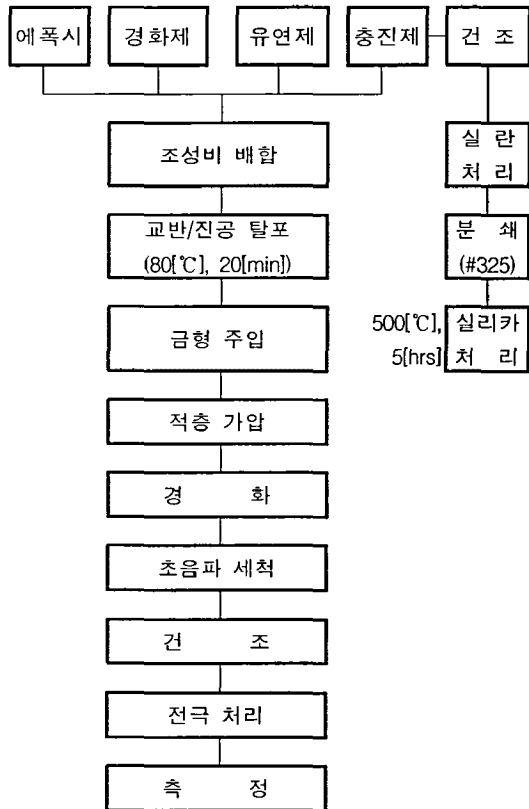 에폭시
경화제
유연제
충진제
건 조
조성비 배합
실 란
처 리
교반/진공 탈포
(80[℃], 20[min])
분 쇄
(#325)
금형 주입
500[℃],
5[hrs]
실리카
처 리
적층 가압
경 화
초음파 세척
건 조
전극 처리
측 정